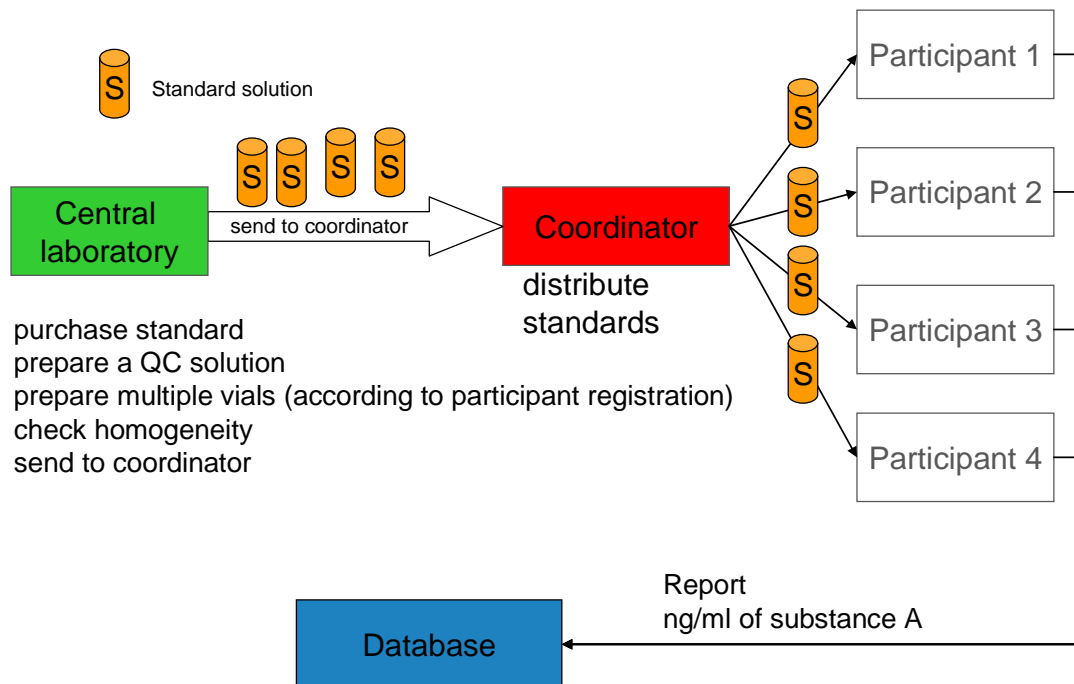 Participant 1
S
Standard solution
S
S
S
S
S
S
Participant 2
S
Central
laboratory
send to coordinator
Coordinator
S
distribute
standards
purchase standard
prepare a QC solution
prepare multiple vials (according to participant registration)
check homogeneity
send to coordinator
Participant 3
S
Participant 4
Report
ng/ml of substance A
Database